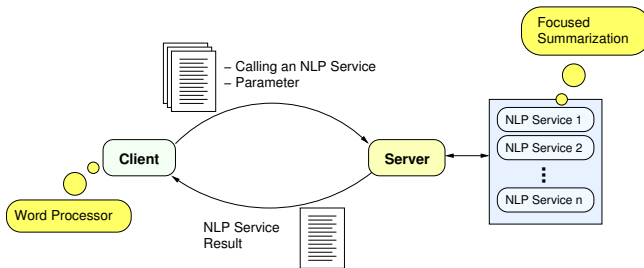 Focused
Summarization
– Calling an NLP Service
– Parameter
NLP Service 1
NLP Service 2
NLP Service n
Client
Server
Word Processor
NLP Service
Result